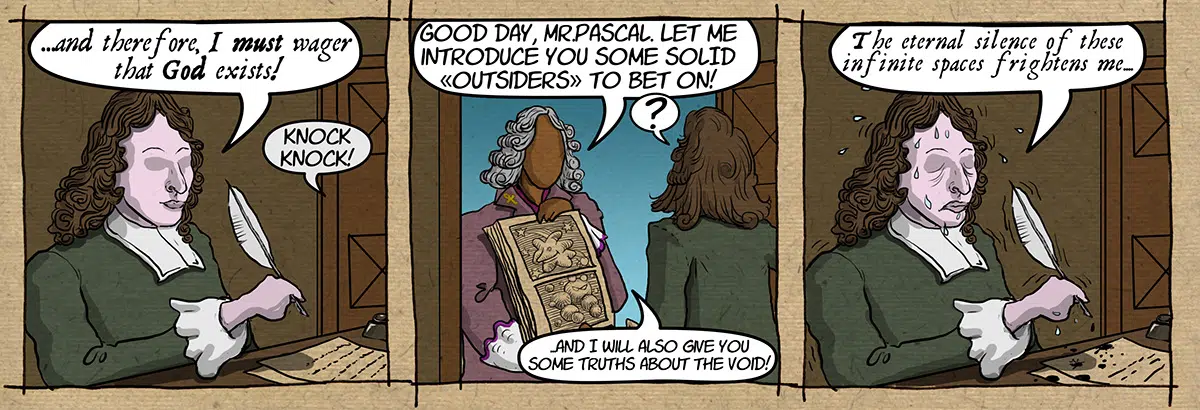 ...and therefore, I must wager
that God exists!
KNOCK
KNOCK!
GOOD DAY, MR.PASCAL. LET ME
INTRODUCE YOU SOME SOLID
«OUTSIDERS» TO BET ON!
?
...AND I WILL ALSO GIVE YOU
SOME TRUTHS ABOUT THE VOID!
The eternal silence of these
infinite spaces frightens me....